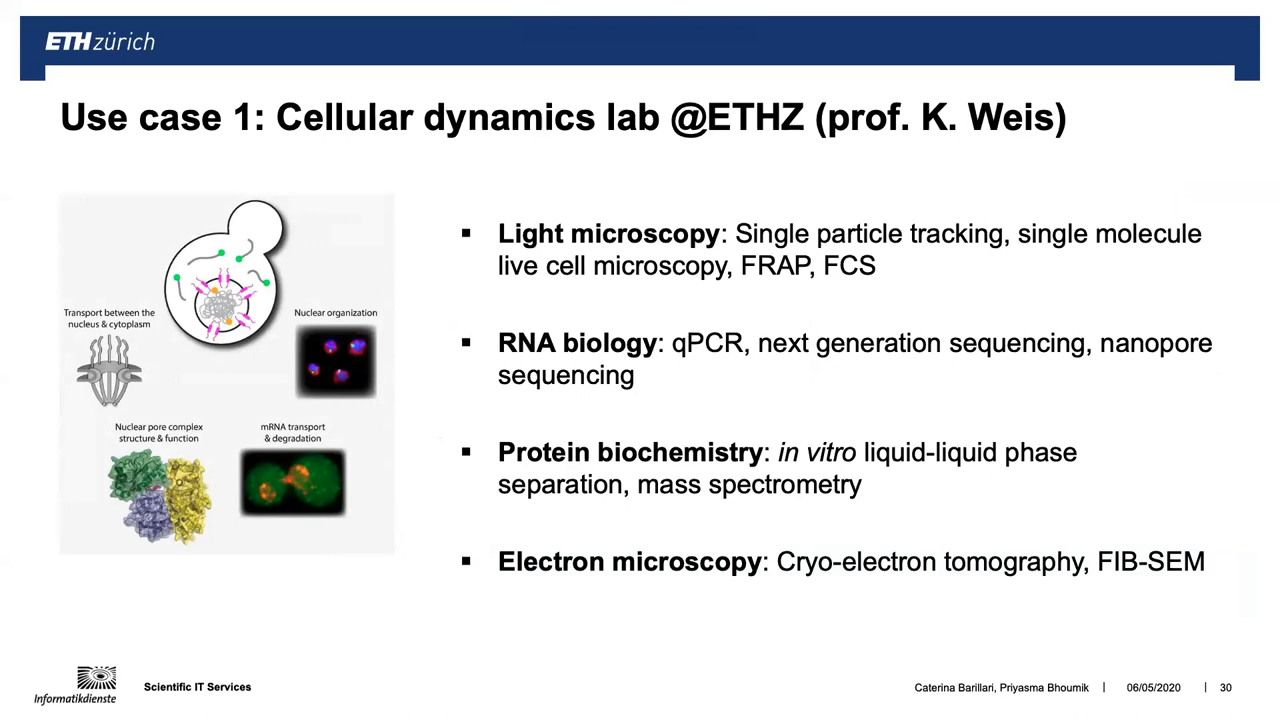 ETH zürich
Use case 1: Cellular dynamics lab @ETHZ (prof. K. Weis)
Transport between the
nucleus & cytoplasm
Nuclear organization
Nuclear pore complex
structure & function
mRNA transport
& degradation
▪ Light microscopy: Single particle tracking, single molecule
live cell microscopy, FRAP, FCS
▪ RNA biology: qPCR, next generation sequencing, nanopore
sequencing
▪ Protein biochemistry: in vitro liquid-liquid phase
separation, mass spectrometry
▪ Electron microscopy: Cryo-electron tomography, FIB-SEM
Informatikdienste
Scientific IT Services
Caterina Barillari, Priyasma Bhoumik | 06/05/2020 | 30